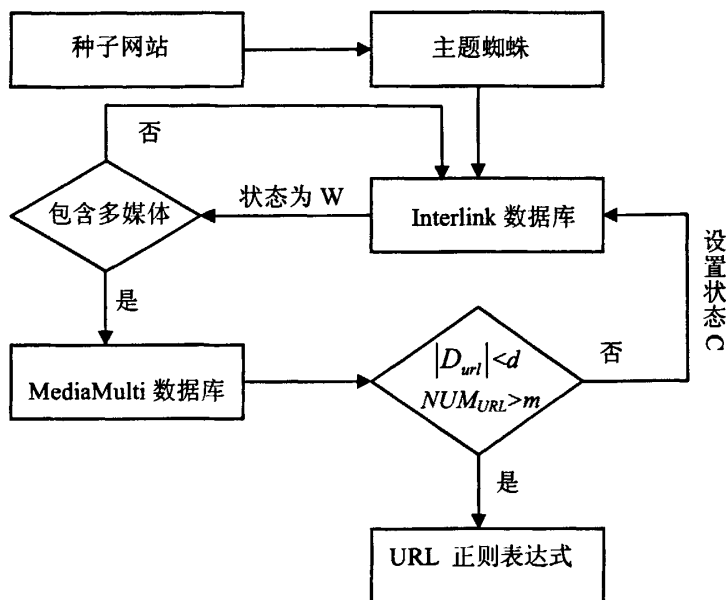 种子网站
主题蜘蛛
否
包含多媒体
状态为 W
Interlink 数据库
设置状态 C
是
MediaMulti 数据库
|D_url|<d
NUM_URL>m
否
是
URL 正则表达式